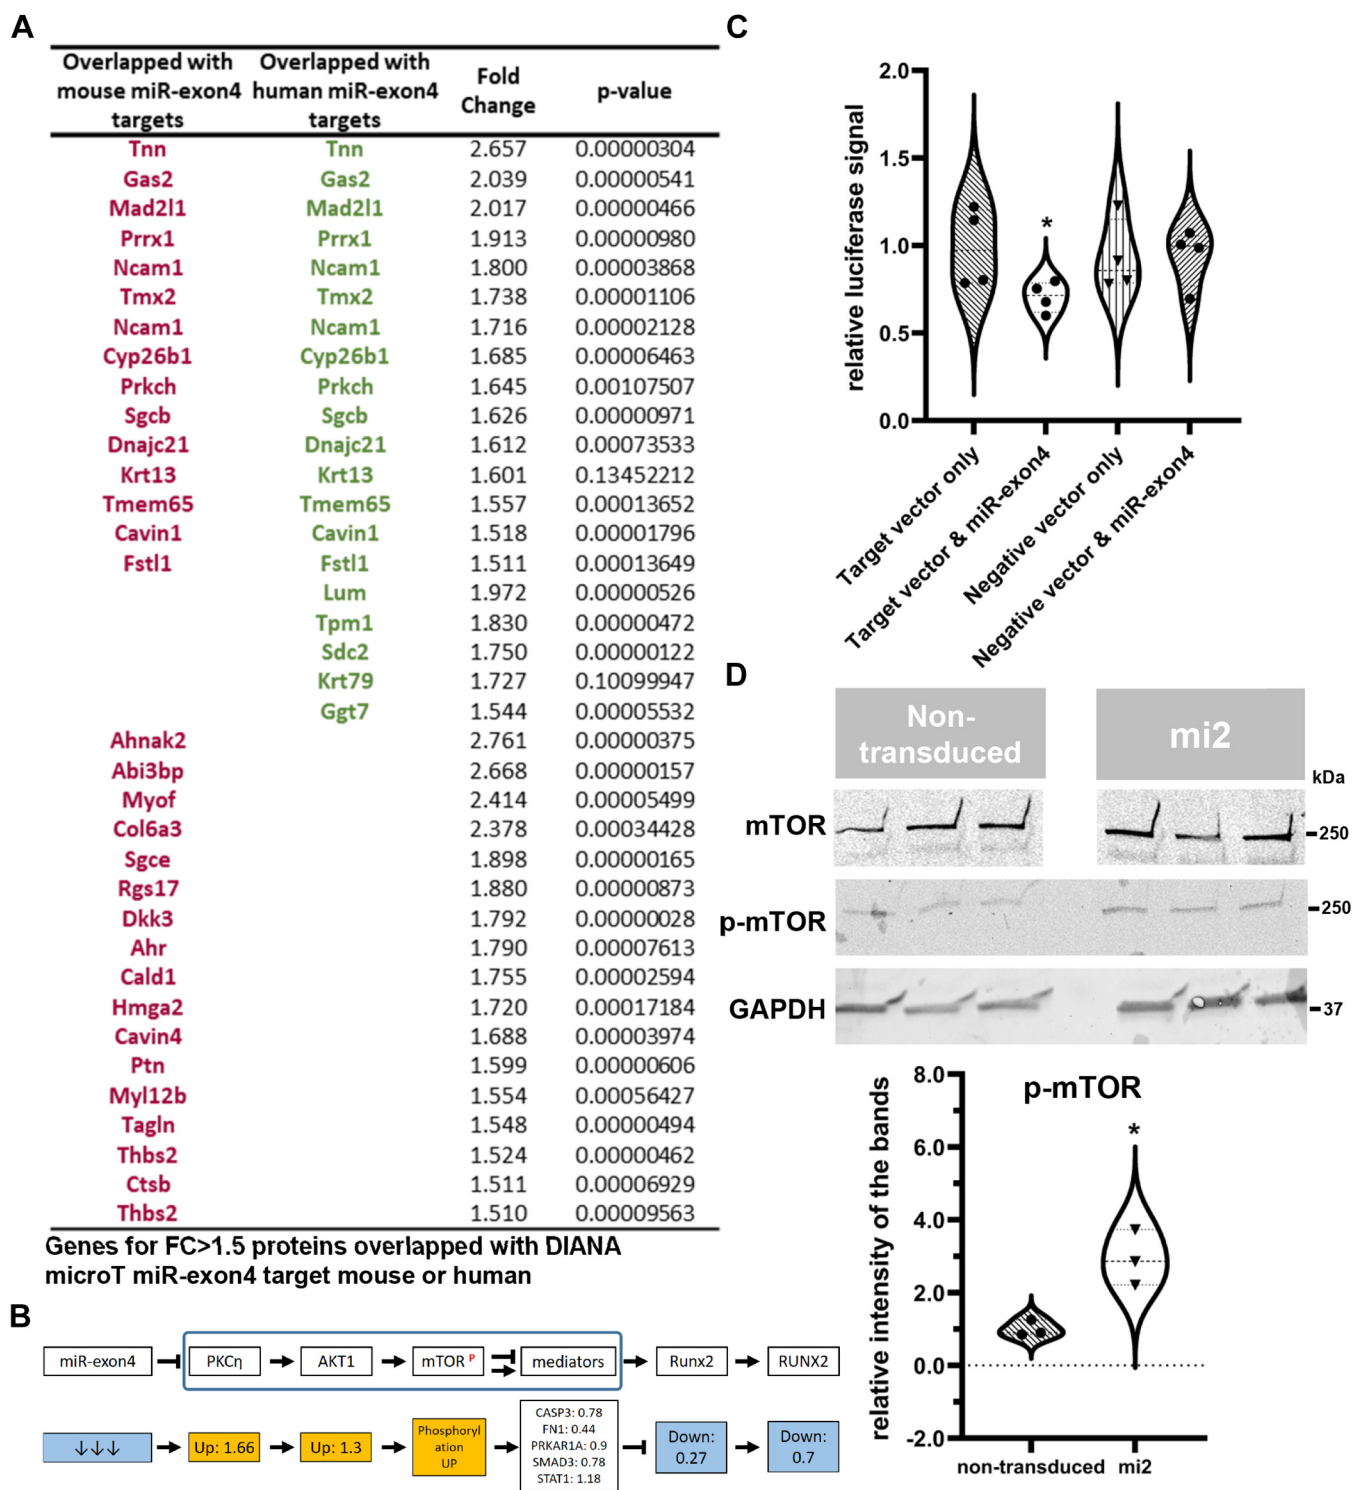 A
Overlapped with mouse miR-exon4 targets Overlapped with human miR-exon4 targets Fold Change p-value
Tnn Tnn 2.657 0.00000304
Gas2 Gas2 2.039 0.00000541
Mad2l1 Mad2l1 2.017 0.00000466
Prrx1 Prrx1 1.913 0.00000980
Ncam1 Ncam1 1.800 0.00003868
Tmx2 Tmx2 1.738 0.00001106
Ncam1 Ncam1 1.716 0.00002128
Cyp26b1 Cyp26b1 1.685 0.00006463
Prkch Prkch 1.645 0.00107507
Sgcb Sgcb 1.626 0.00000971
Dnajc21 Dnajc21 1.612 0.00073533
Krt13 Krt13 1.601 0.13452212
Tmem65 Tmem65 1.557 0.00013652
Cavin1 Cavin1 1.518 0.00001796
Fstl1 Fstl1 1.511 0.00013649
Lum 1.972 0.00000526
Tpm1 1.830 0.00000472
Sdc2 1.750 0.00000122
Krt79 1.727 0.10099947
Ggt7 1.544 0.00005532
Ahnak2 2.761 0.00000375
Abi3bp 2.668 0.00000157
Myof 2.414 0.00005499
Col6a3 2.378 0.00034428
Sgce 1.898 0.00000165
Rgs17 1.880 0.00000873
Dkk3 1.792 0.00000028
Ahr 1.790 0.00007613
Cald1 1.755 0.00002594
Hmga2 1.720 0.00017184
Cavin4 1.688 0.00003974
Ptn 1.599 0.00000606
Myl12b 1.554 0.00056427
Tagln 1.548 0.00000494
Thbs2 1.524 0.00000462
Ctsb 1.511 0.00006929
Thbs2 1.510 0.00009563
Genes for FC>1.5 proteins overlapped with DIANA
microT miR-exon4 target mouse or human
B
miR-exon4 PKCη AKT1 mTOR P mediators Runx2 RUNX2
↓↓↓ Up: 1.66 Up: 1.3
Phosphoryl
ation
UP
CASP3: 0.78
FN1: 0.44
PRKAR1A: 0.9
SMAD3: 0.78
STAT1: 1.18
Down:
0.27
Down:
0.7
C
relative luciferase signal
2.0
1.5
1.0
0.5
0.0
*
Target vector only
Target vector & miR-exon4
Negative vector only
Negative vector & miR-exon4
D
Non-
transduced
mi2
kDa
mTOR
250
p-mTOR
250
GAPDH
37
p-mTOR
relative intensity of the bands
8.0
6.0
4.0
2.0
0.0
-2.0
*
non-transduced mi2